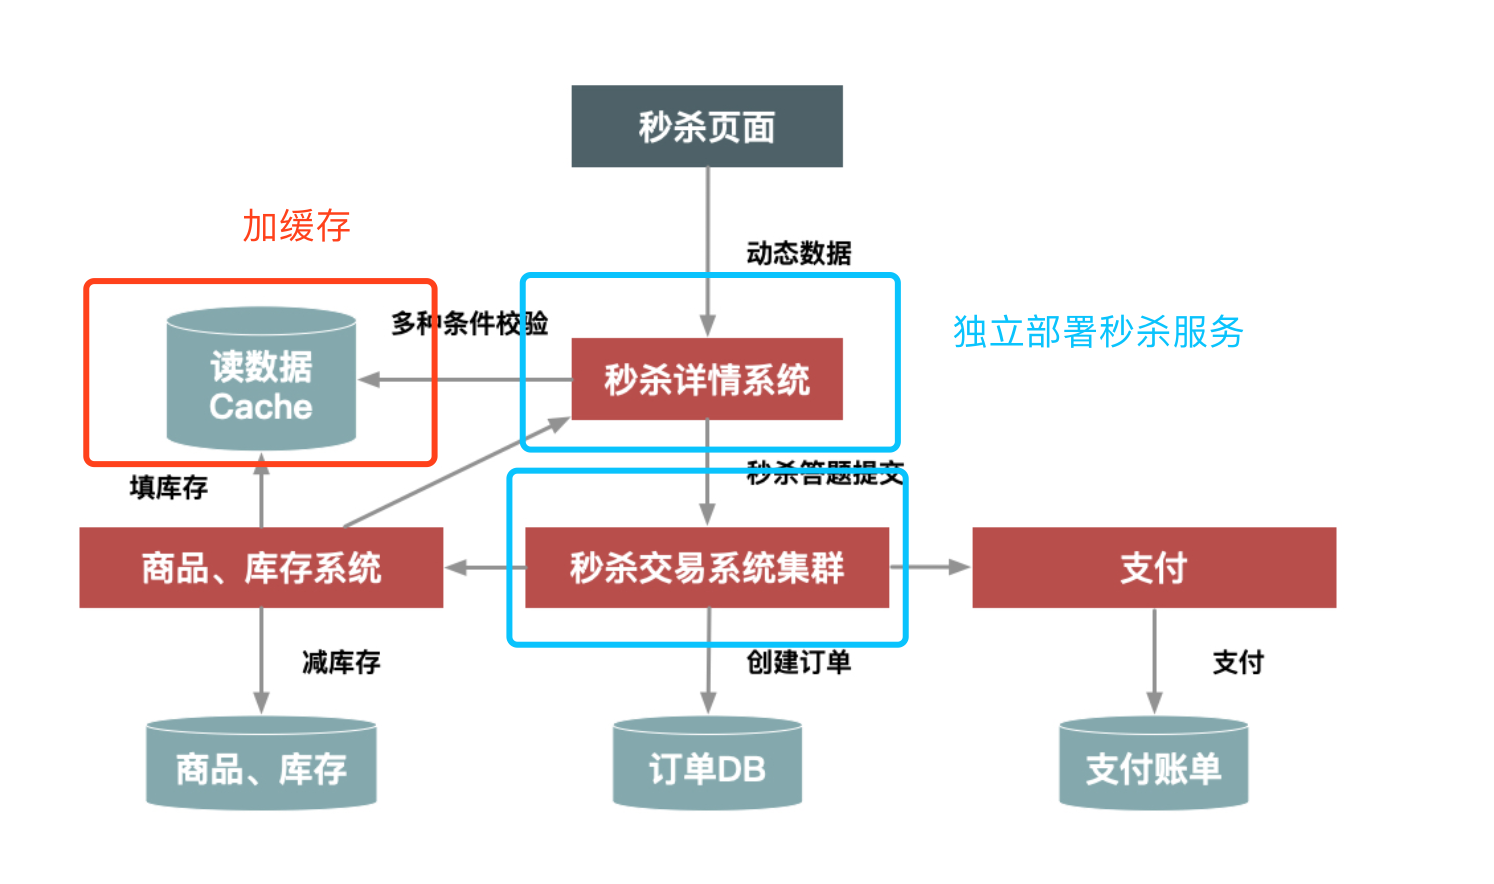 秒杀页面
加缓存
动态数据
多种条件校验
独立部署秒杀服务
读数据
Cache
秒杀详情系统
秒杀答题提交
填库存
商品、库存系统
秒杀交易系统集群
支付
减库存
创建订单
支付
商品、库存
订单DB
支付账单